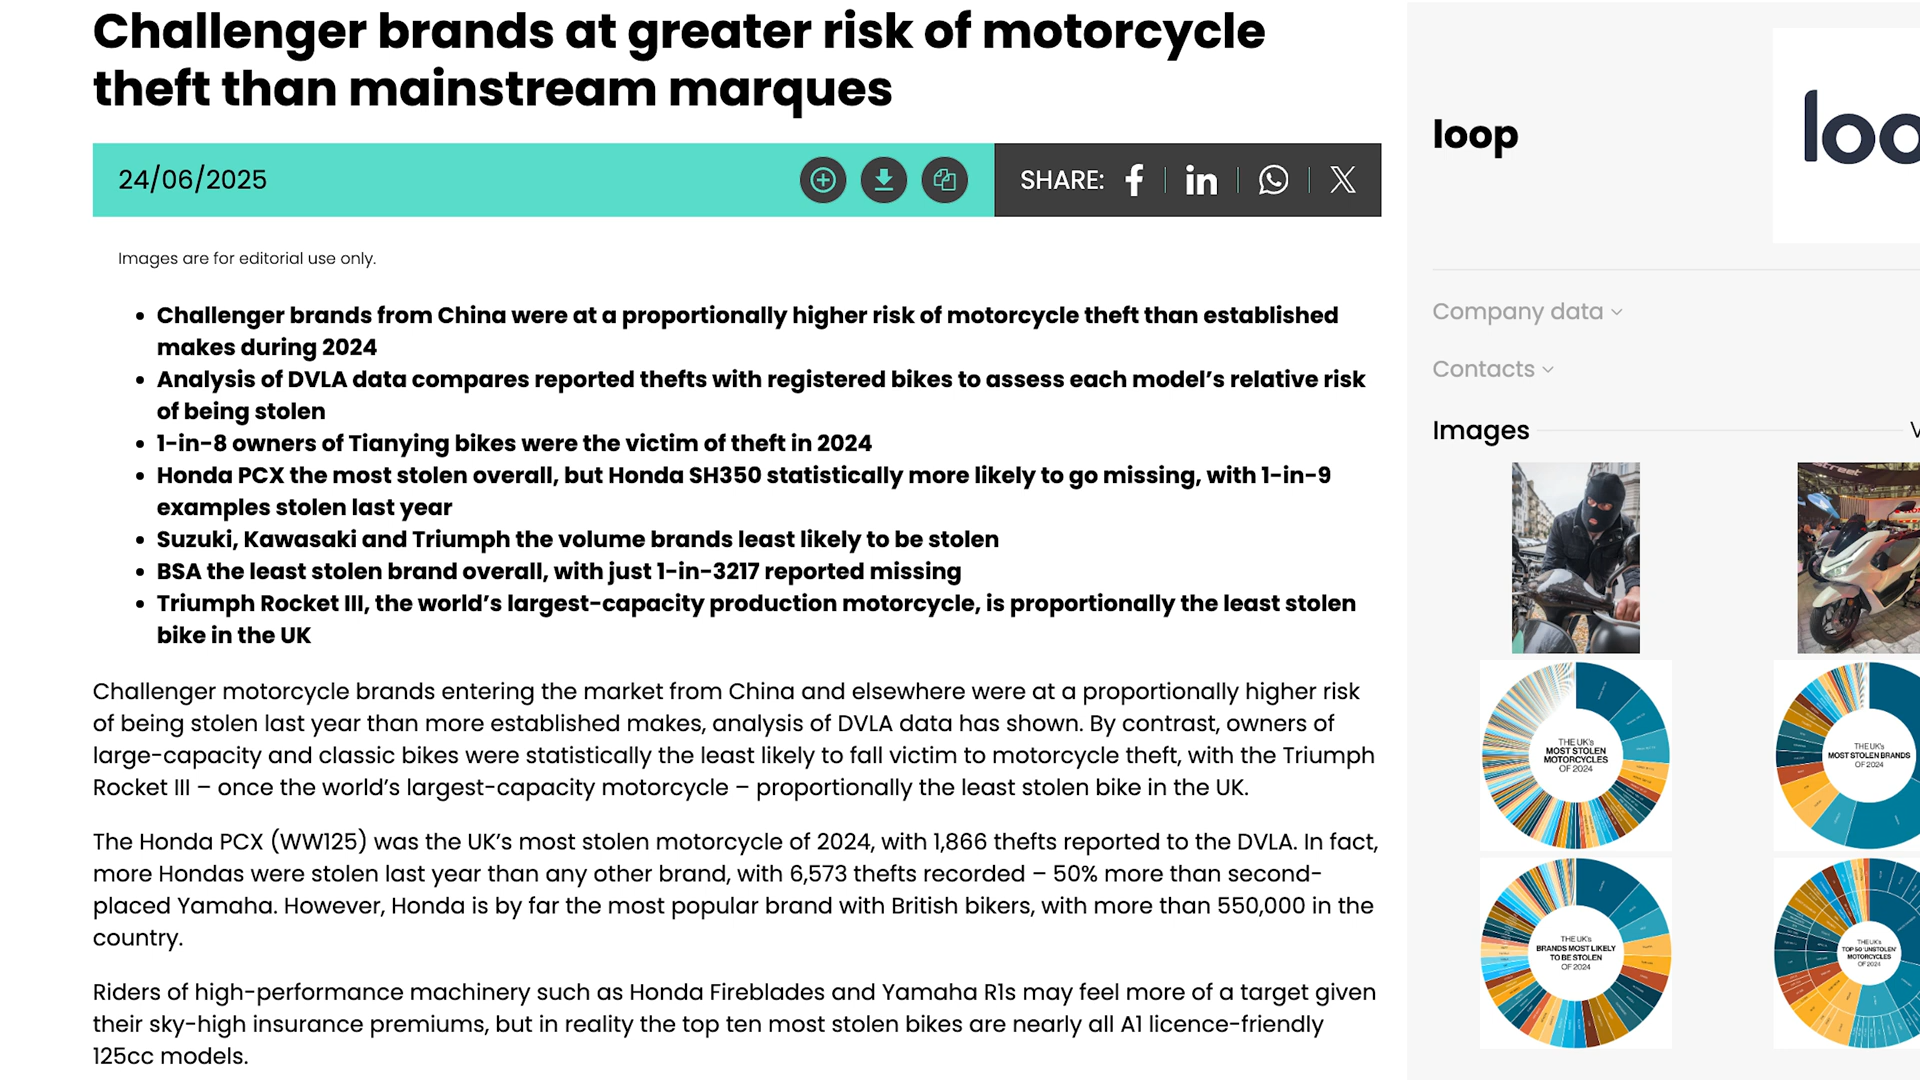 Challenger brands at greater risk of motorcycle
theft than mainstream marques
24/06/2025
SHARE:
Images are for editorial use only.
• Challenger brands from China were at a proportionally higher risk of motorcycle theft than established
makes during 2024
• Analysis of DVLA data compares reported thefts with registered bikes to assess each model’s relative risk
of being stolen
• 1-in-8 owners of Tianying bikes were the victim of theft in 2024
• Honda PCX the most stolen overall, but Honda SH350 statistically more likely to go missing, with 1-in-9
examples stolen last year
• Suzuki, Kawasaki and Triumph the volume brands least likely to be stolen
• BSA the least stolen brand overall, with just 1-in-3217 reported missing
• Triumph Rocket III, the world’s largest-capacity production motorcycle, is proportionally the least stolen
bike in the UK
Challenger motorcycle brands entering the market from China and elsewhere were at a proportionally higher risk
of being stolen last year than more established makes, analysis of DVLA data has shown. By contrast, owners of
large-capacity and classic bikes were statistically the least likely to fall victim to motorcycle theft, with the Triumph
Rocket III – once the world’s largest-capacity motorcycle – proportionally the least stolen bike in the UK.
The Honda PCX (WW125) was the UK’s most stolen motorcycle of 2024, with 1,866 thefts reported to the DVLA. In fact,
more Hondas were stolen last year than any other brand, with 6,573 thefts recorded – 50% more than second-
placed Yamaha. However, Honda is by far the most popular brand with British bikers, with more than 550,000 in the
country.
Riders of high-performance machinery such as Honda Fireblades and Yamaha R1s may feel more of a target given
their sky-high insurance premiums, but in reality the top ten most stolen bikes are nearly all A1 licence-friendly
125cc models.
loop
loo
Company data
Contacts
Images
THE UK's
MOST STOLEN
MOTORCYCLES
OF 2024
THE UK's
MOST STOLEN BRANDS
OF 2024
THE UK's
BRANDS MOST LIKELY
TO BE STOLEN
OF 2024
THE UK's
TOP 50 'UNSTOLEN'
MOTORCYCLES
OF 2024